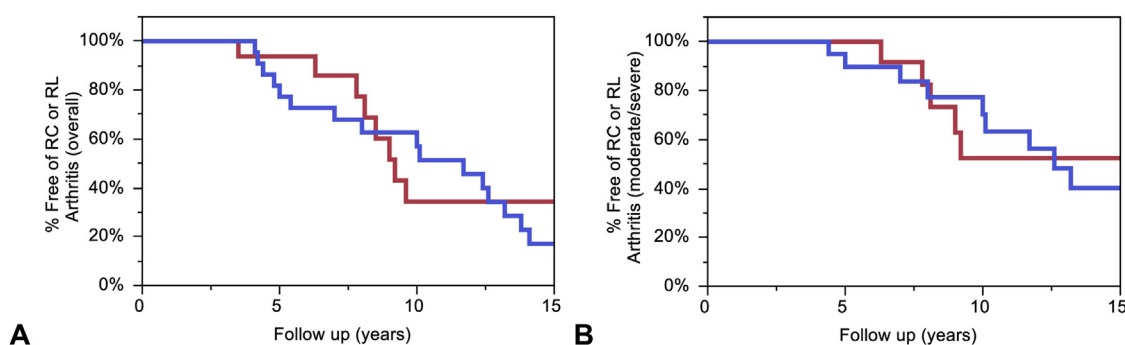 100%
80%
60%
40%
20%
0%
% Free of RC or RL
Arthritis (overall)
0
5
10
15
Follow up (years)
A
100%
80%
60%
40%
20%
0%
% Free of RC or RL
Arthritis (moderate/severe)
0
5
10
15
Follow up (years)
B